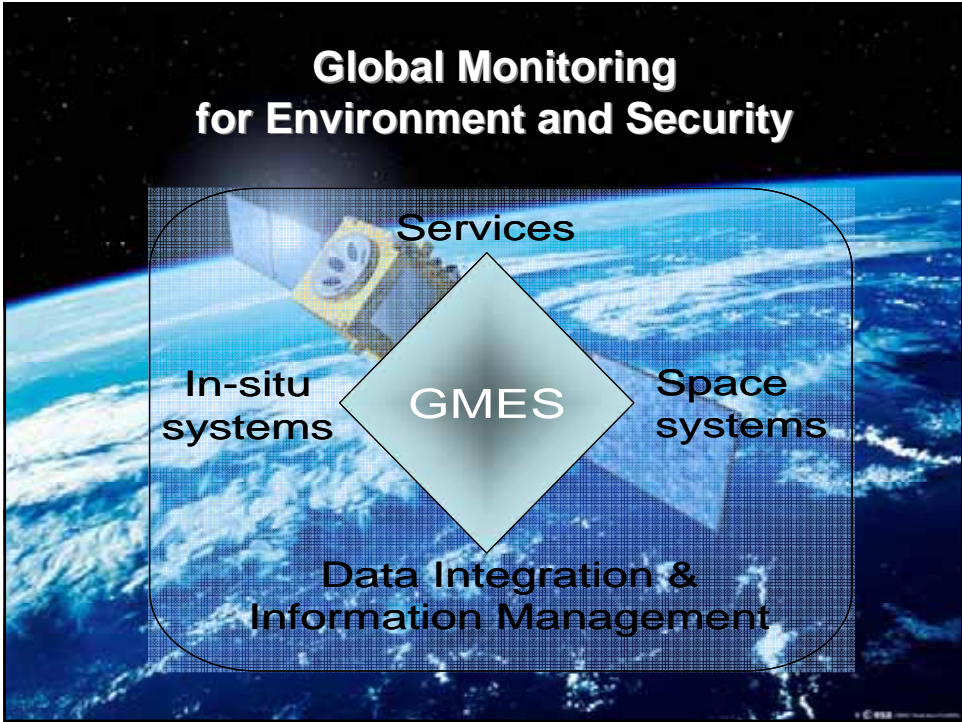 Global Monitoring
for Environment and Security
Services
In-situ
systems
GMES
Space
systems
Data Integration &
Information Management